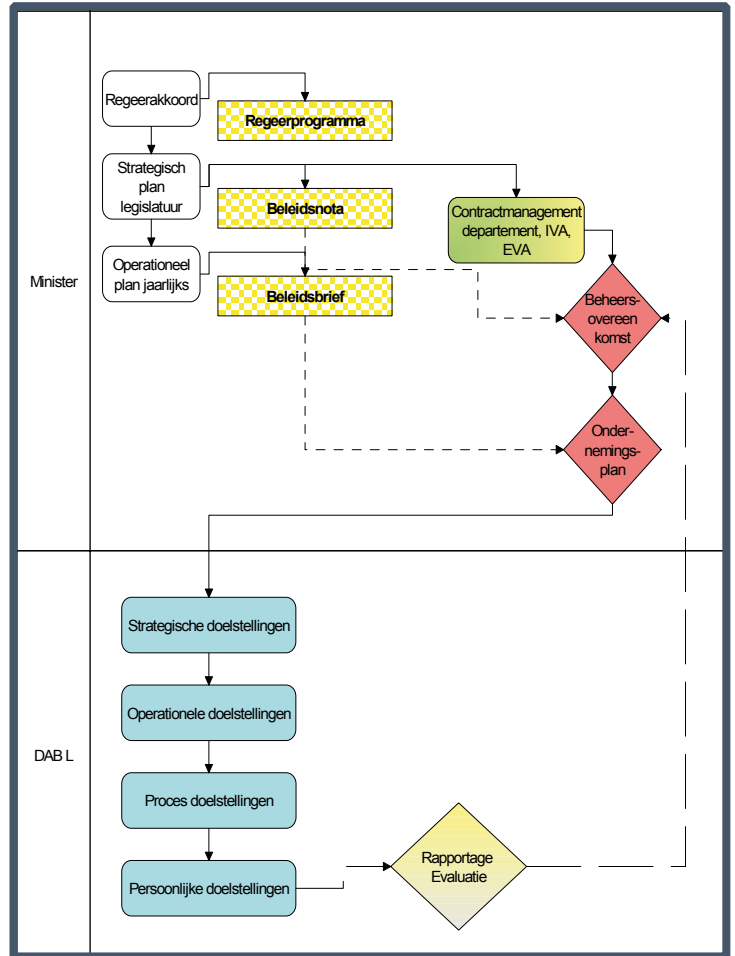 Minister
Regeerakkoord
Regeerprogramma
Strategisch
plan
legislatuur
Beleidsnota
Contractmanagement
departement, IVA,
EVA
Operationeel
plan jaarlijks
Beleidsbrief
Beheers-
overeen
komst
Onder-
nemings-
plan
DAB L
Strategische doelstellingen
Operationele doelstellingen
Proces doelstellingen
Persoonlijke doelstellingen
Rapportage
Evaluatie